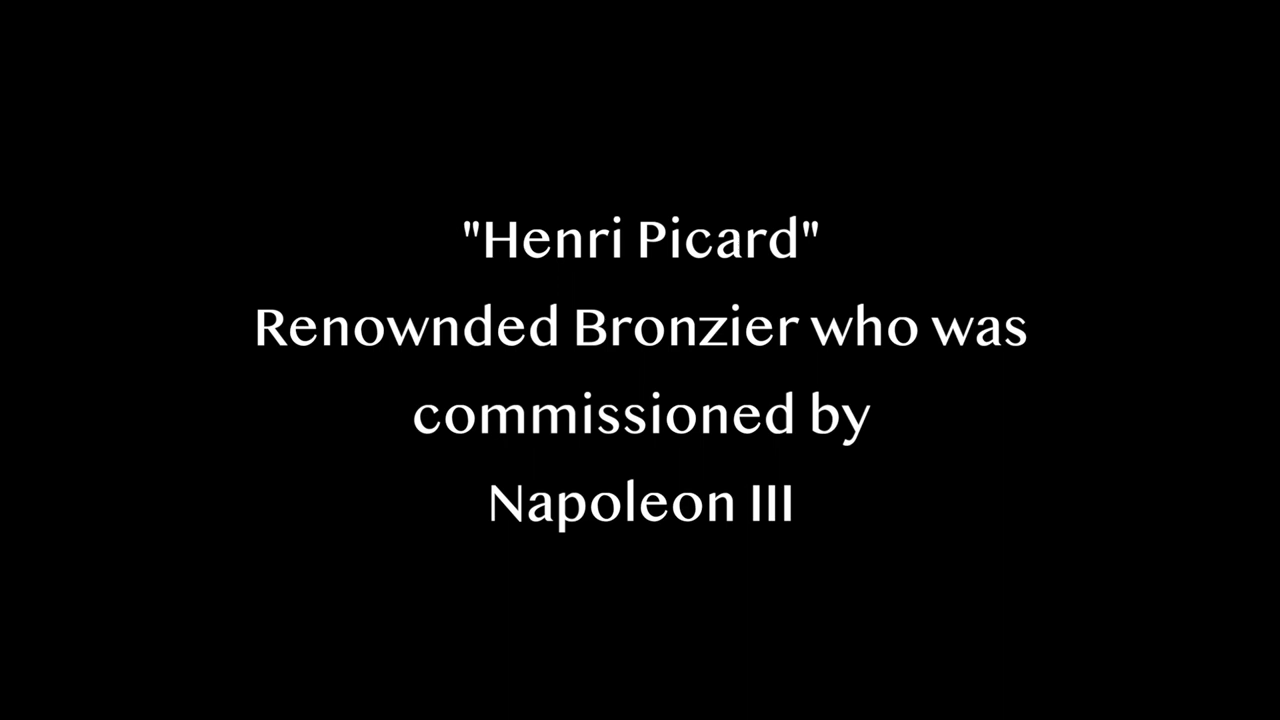 "Henri Picard"
Renownded Bronzier who was
commissioned by
Napoleon III